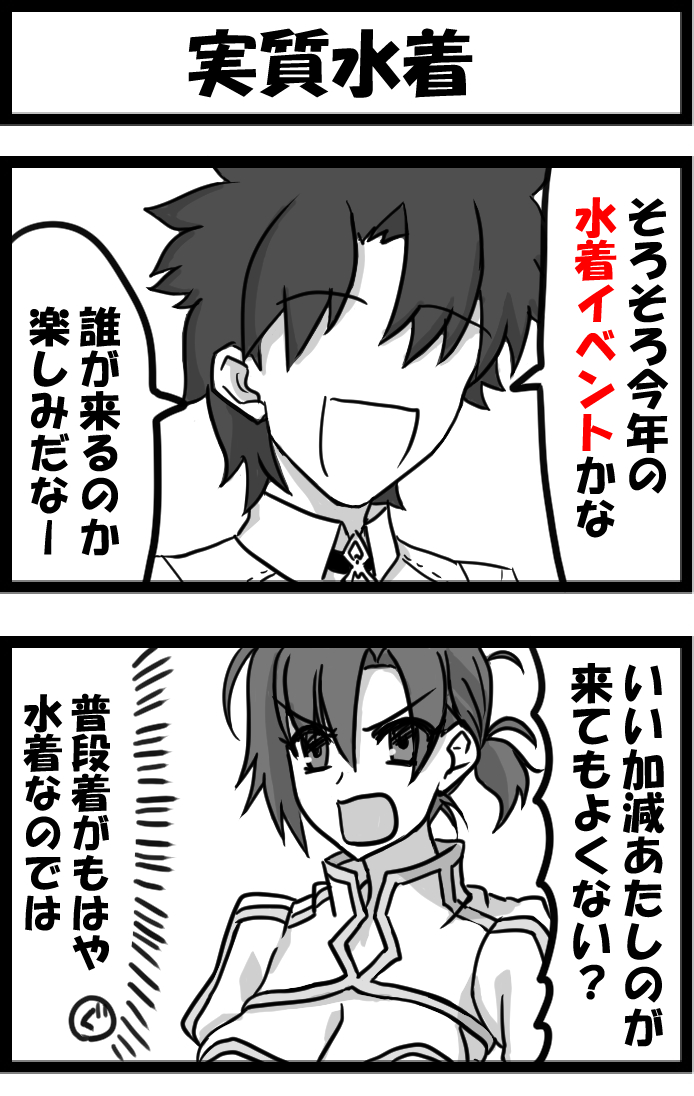 実質水着
そろそろ今年の
水着イベントかな
誰が来るのか
楽しみだなー
いい加減あたしのが
来てもよくない?
普段着がもはや
水着なのでは
ぐ